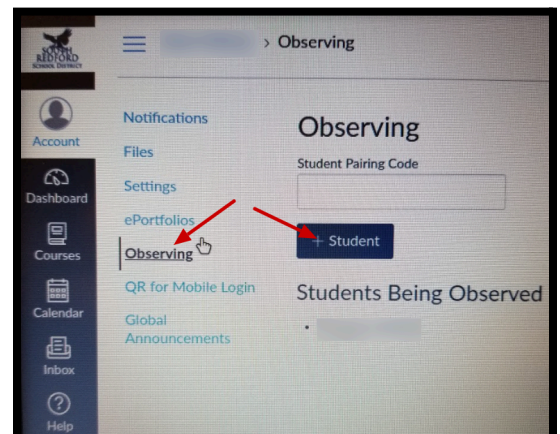 SOUTH
REDFORD
SCHOOL DISTRICT
> Observing
Account
Dashboard
Courses
Calendar
Inbox
Help
Notifications
Files
Settings
ePortfolios
Observing
QR for Mobile Login
Global
Announcements
Observing
Student Pairing Code
+ Student
Students Being Observed